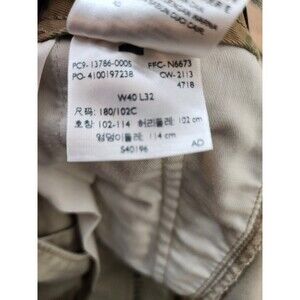 PC9-13786-0005 FFC-N6673
PO-4100197238 CW-2113
4718
W40 L32
尺码: 180/102C
호칭: 102-114 허리둘레: 102 cm
엉덩이둘레: 114 cm
S40196 AD